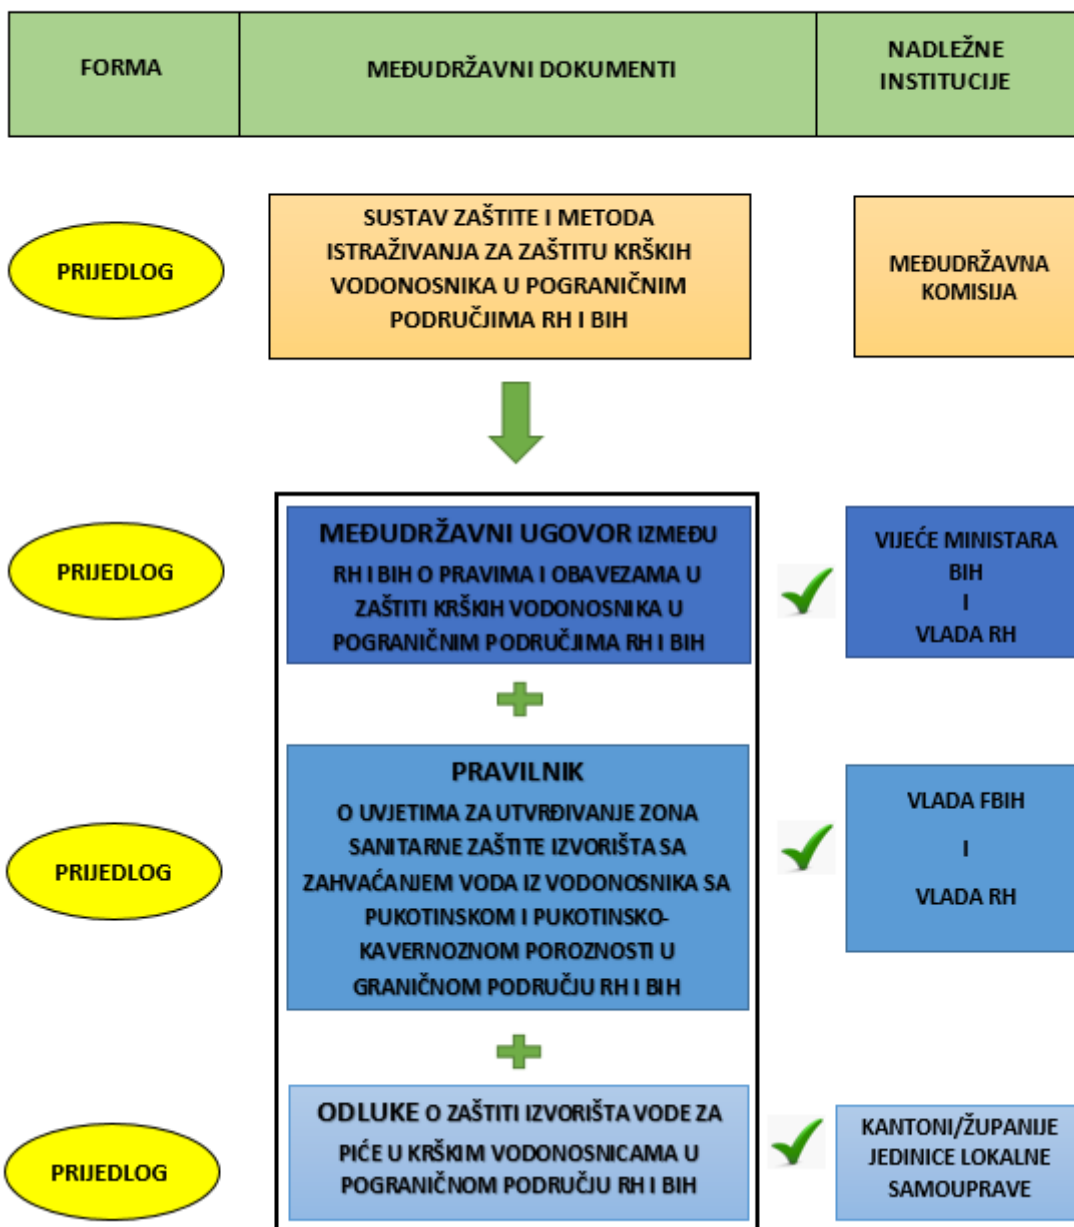 FORMA
MEĐUDRŽAVNI DOKUMENTI
NADLEŽNE
INSTITUCIJE
PRIJEDLOG
SUSTAV ZAŠTITE I METODA
ISTRAŽIVANJA ZA ZAŠTITU KRŠKIH
VODONOSNIKA U POGRANIČNIM
PODRUČJIMA RH I BIH
MEĐUDRŽAVNA
KOMISIJA
PRIJEDLOG
MEĐUDRŽAVNI UGOVOR IZMEĐU
RH I BIH O PRAVIMA I OBAVEZAMA U
ZAŠTITI KRŠKIH VODONOSNIKA U
POGRANIČNIM PODRUČJIMA RH I BIH
VIJEĆE MINISTARA
BIH
I
VLADA RH
PRIJEDLOG
PRAVILNIK
O UVJETIMA ZA UTVRĐIVANJE ZONA
SANITARNE ZAŠTITE IZVORIŠTA SA
ZAHVAĆANJEM VODA IZ VODONOSNIKA SA
PUKOTINSKOM I PUKOTINSKO-
KAVERNOZNOM POROZNOSTI U
GRANIČNOM PODRUČJU RH I BIH
VLADA FBIH
I
VLADA RH
PRIJEDLOG
ODLUKE O ZAŠTITI IZVORIŠTA VODE ZA
PIĆE U KRŠKIM VODONOSNICAMA U
POGRANIČNOM PODRUČJU RH I BIH
KANTONI/ŽUPANIJE
JEDINICE LOKALNE
SAMOUPRAVE